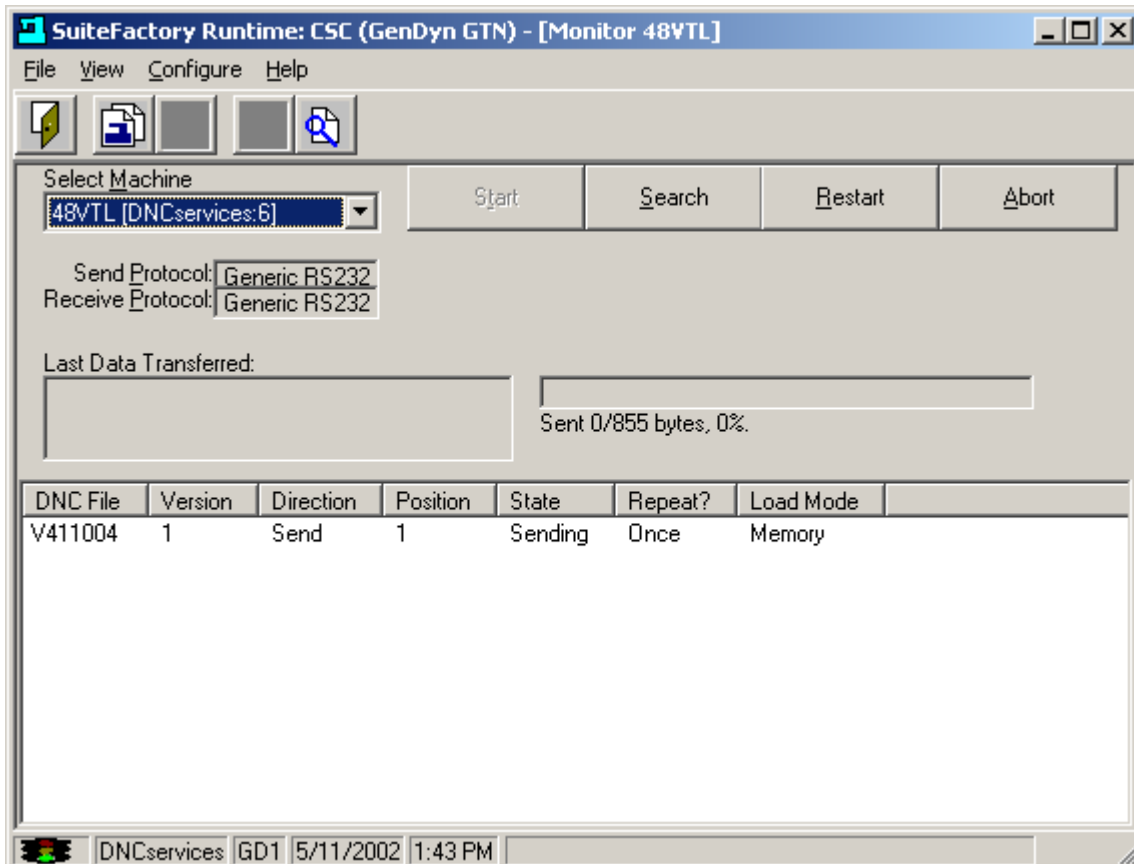 SuiteFactory Runtime: CSC (GenDyn GTN) - [Monitor 48VTL]
File View Configure Help
Select Machine
48VTL [DNCservices:6]
Start Search Restart Abort
Send Protocol: Generic RS232
Receive Protocol: Generic RS232
Last Data Transferred:
Sent 0/855 bytes, 0%.
DNC File Version Direction Position State Repeat? Load Mode
V411004 1 Send 1 Sending Once Memory
DNCservices GD1 5/11/2002 1:43 PM